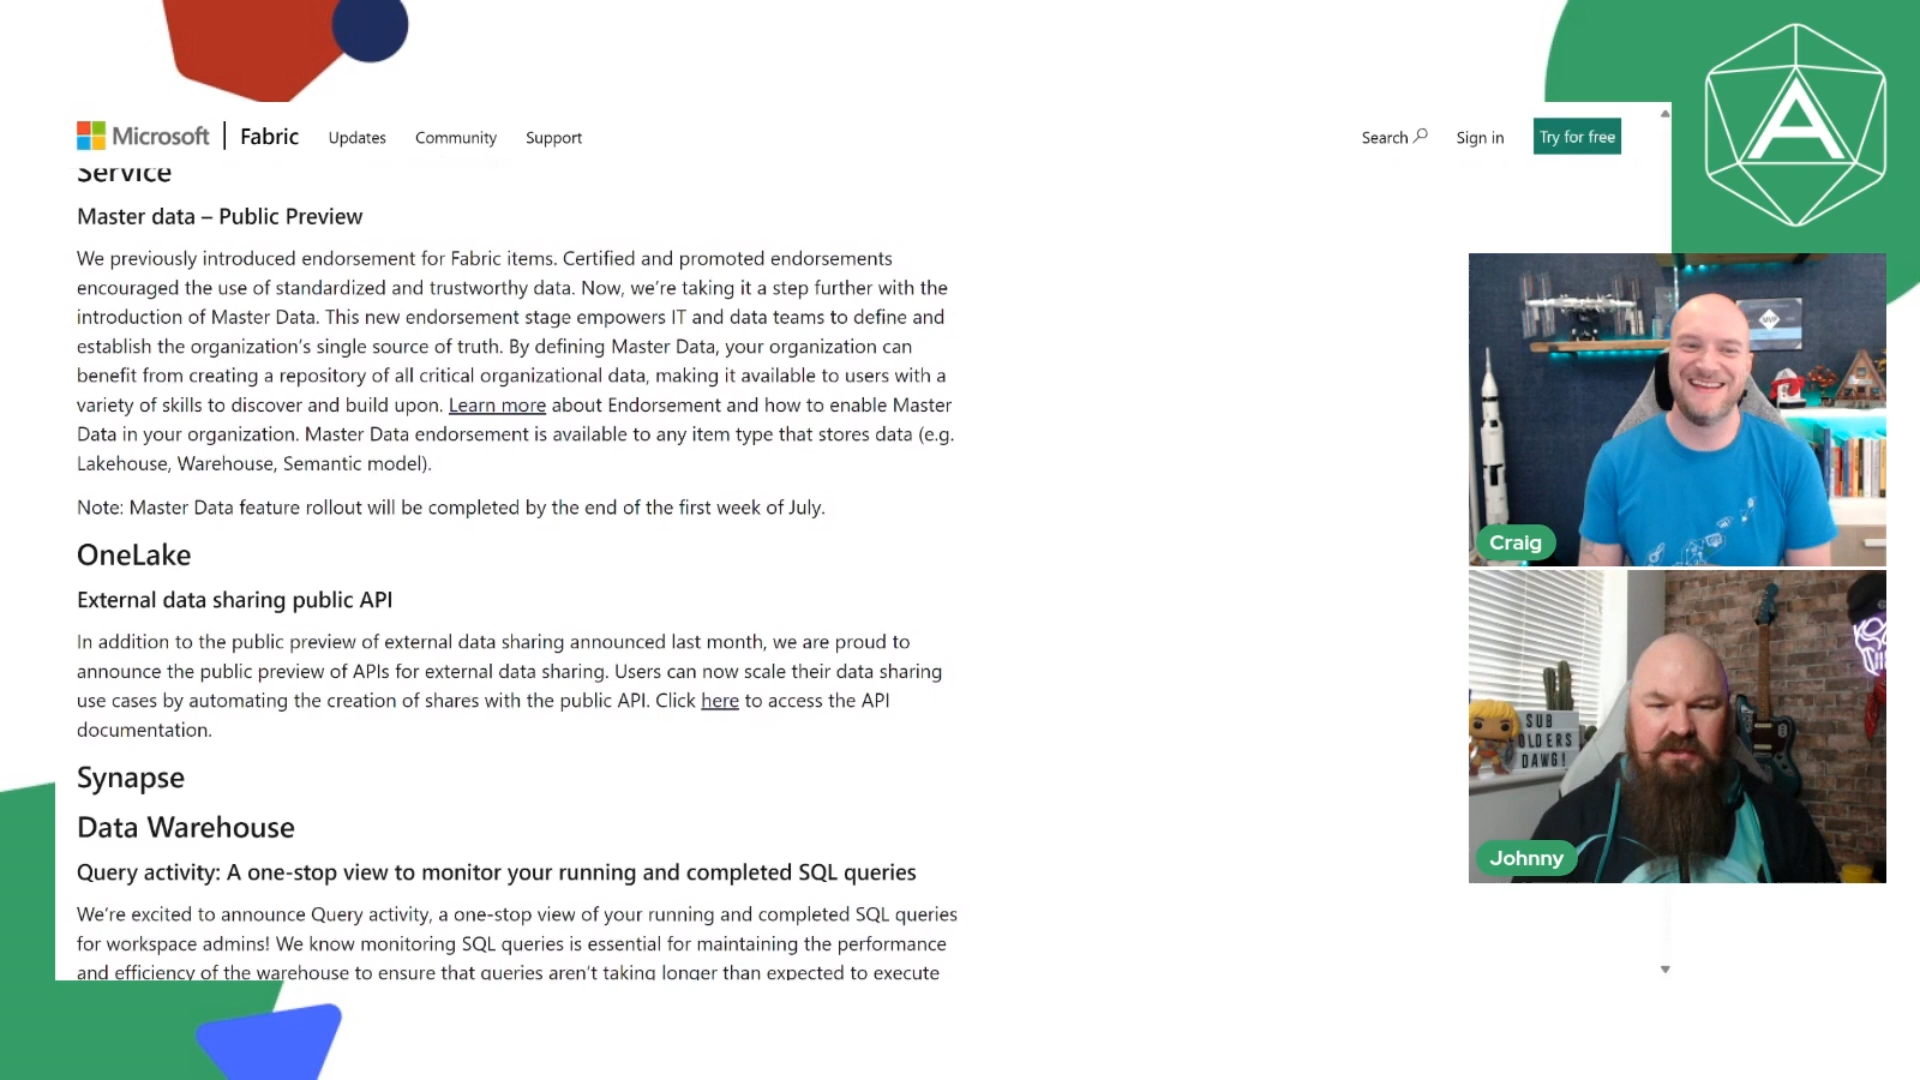 Microsoft | Fabric Updates Community Support Search Sign in Try for free
Service
Master data – Public Preview
We previously introduced endorsement for Fabric items. Certified and promoted endorsements
encouraged the use of standardized and trustworthy data. Now, we’re taking it a step further with the
introduction of Master Data. This new endorsement stage empowers IT and data teams to define and
establish the organization’s single source of truth. By defining Master Data, your organization can
benefit from creating a repository of all critical organizational data, making it available to users with a
variety of skills to discover and build upon. Learn more about Endorsement and how to enable Master
Data in your organization. Master Data endorsement is available to any item type that stores data (e.g.
Lakehouse, Warehouse, Semantic model).
Note: Master Data feature rollout will be completed by the end of the first week of July.
OneLake
External data sharing public API
In addition to the public preview of external data sharing announced last month, we are proud to
announce the public preview of APIs for external data sharing. Users can now scale their data sharing
use cases by automating the creation of shares with the public API. Click here to access the API
documentation.
Synapse
Data Warehouse
Query activity: A one-stop view to monitor your running and completed SQL queries
We’re excited to announce Query activity, a one-stop view of your running and completed SQL queries
for workspace admins! We know monitoring SQL queries is essential for maintaining the performance
and efficiency of the warehouse to ensure that queries aren’t taking longer than expected to execute
A
MVP
Craig
SUB
OLDERS
DAWG!
Johnny